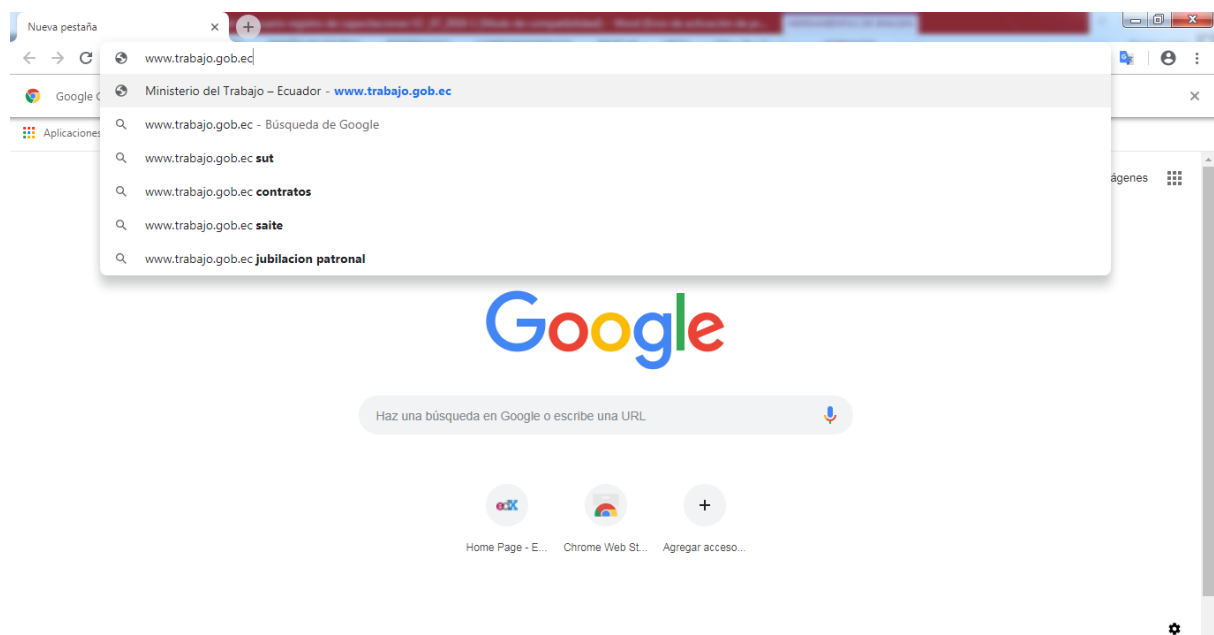 Nueva pestaña
www.trabajo.gob.ec
Google
Ministerio del Trabajo – Ecuador - www.trabajo.gob.ec
Aplicaciones
www.trabajo.gob.ec - Búsqueda de Google
www.trabajo.gob.ec sut
ágenes
www.trabajo.gob.ec contratos
www.trabajo.gob.ec saite
www.trabajo.gob.ec jubilacion patronal
Google
Haz una búsqueda en Google o escribe una URL
edX
Home Page - E... Chrome Web St... Agregar acceso...